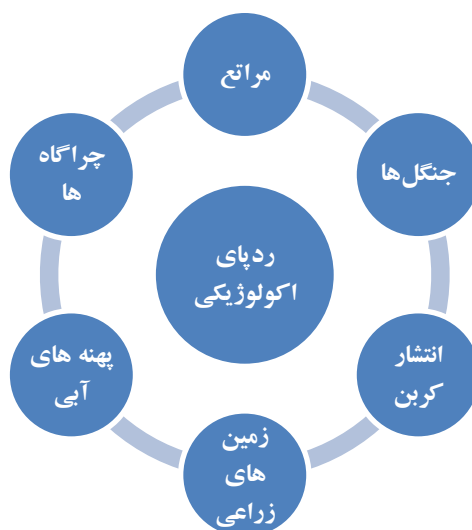 مراتع
جنگل‌ها
انتشار
کربن
زمین
های
زراعی
پهنه های
آبی
چراگاه
ها
ردپای
اکولوژیکی